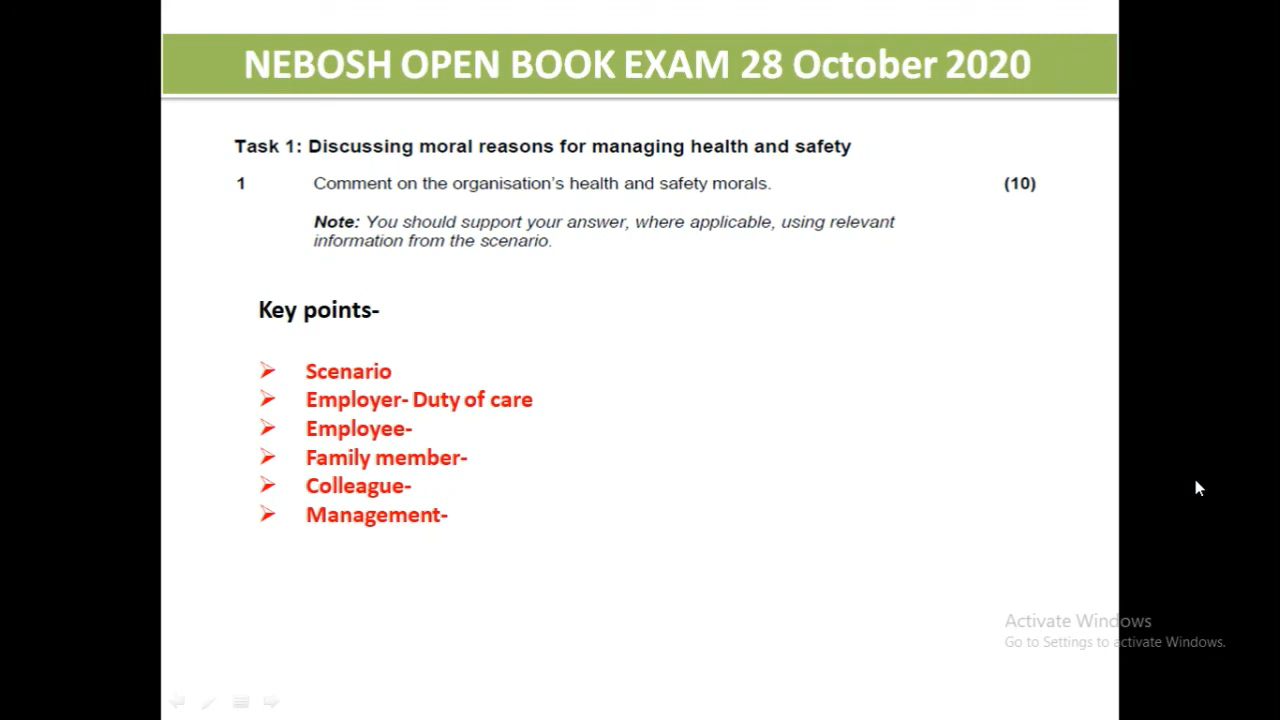 NEBOSH OPEN BOOK EXAM 28 October 2020
Task 1: Discussing moral reasons for managing health and safety
1 Comment on the organisation's health and safety morals. (10)
Note: You should support your answer, where applicable, using relevant
information from the scenario.
Key points-
Scenario
Employer- Duty of care
Employee-
Family member-
Colleague-
Management-
Activate Windows
Go to Settings to activate Windows.